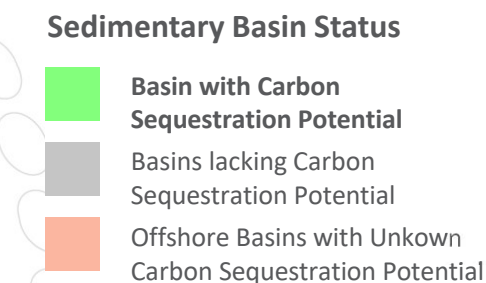 Sedimentary Basin Status
Basin with Carbon
Sequestration Potential
Basins lacking Carbon
Sequestration Potential
Offshore Basins with Unkown
Carbon Sequestration Potential